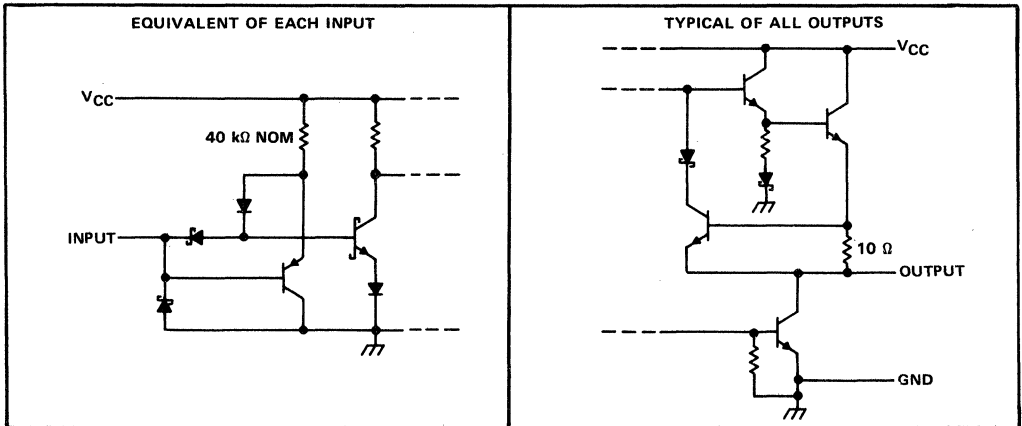 EQUIVALENT OF EACH INPUT
VCC
40 kΩ NOM
INPUT
TYPICAL OF ALL OUTPUTS
VCC
10 Ω
OUTPUT
GND